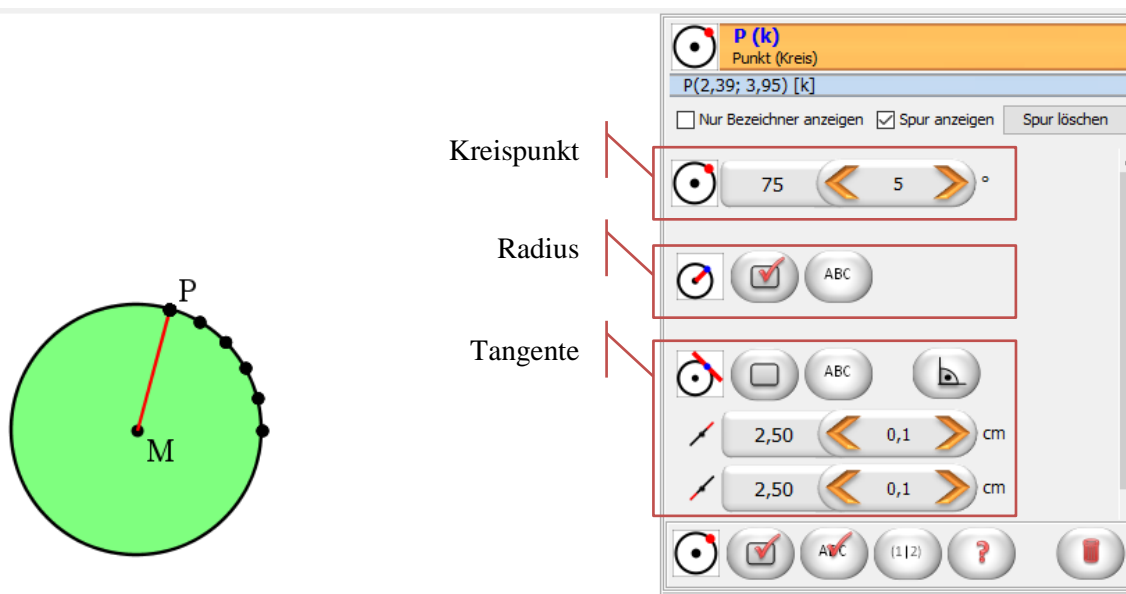 P (k)
Punkt (Kreis)
P(2,39; 3,95) [k]
Nur Bezeichner anzeigen Spur anzeigen Spur löschen
Kreispunkt
75 5 °
Radius
ABC
Tangente
ABC
2,50 0,1 cm
2,50 0,1 cm
ABC (1|2) ?
P
M